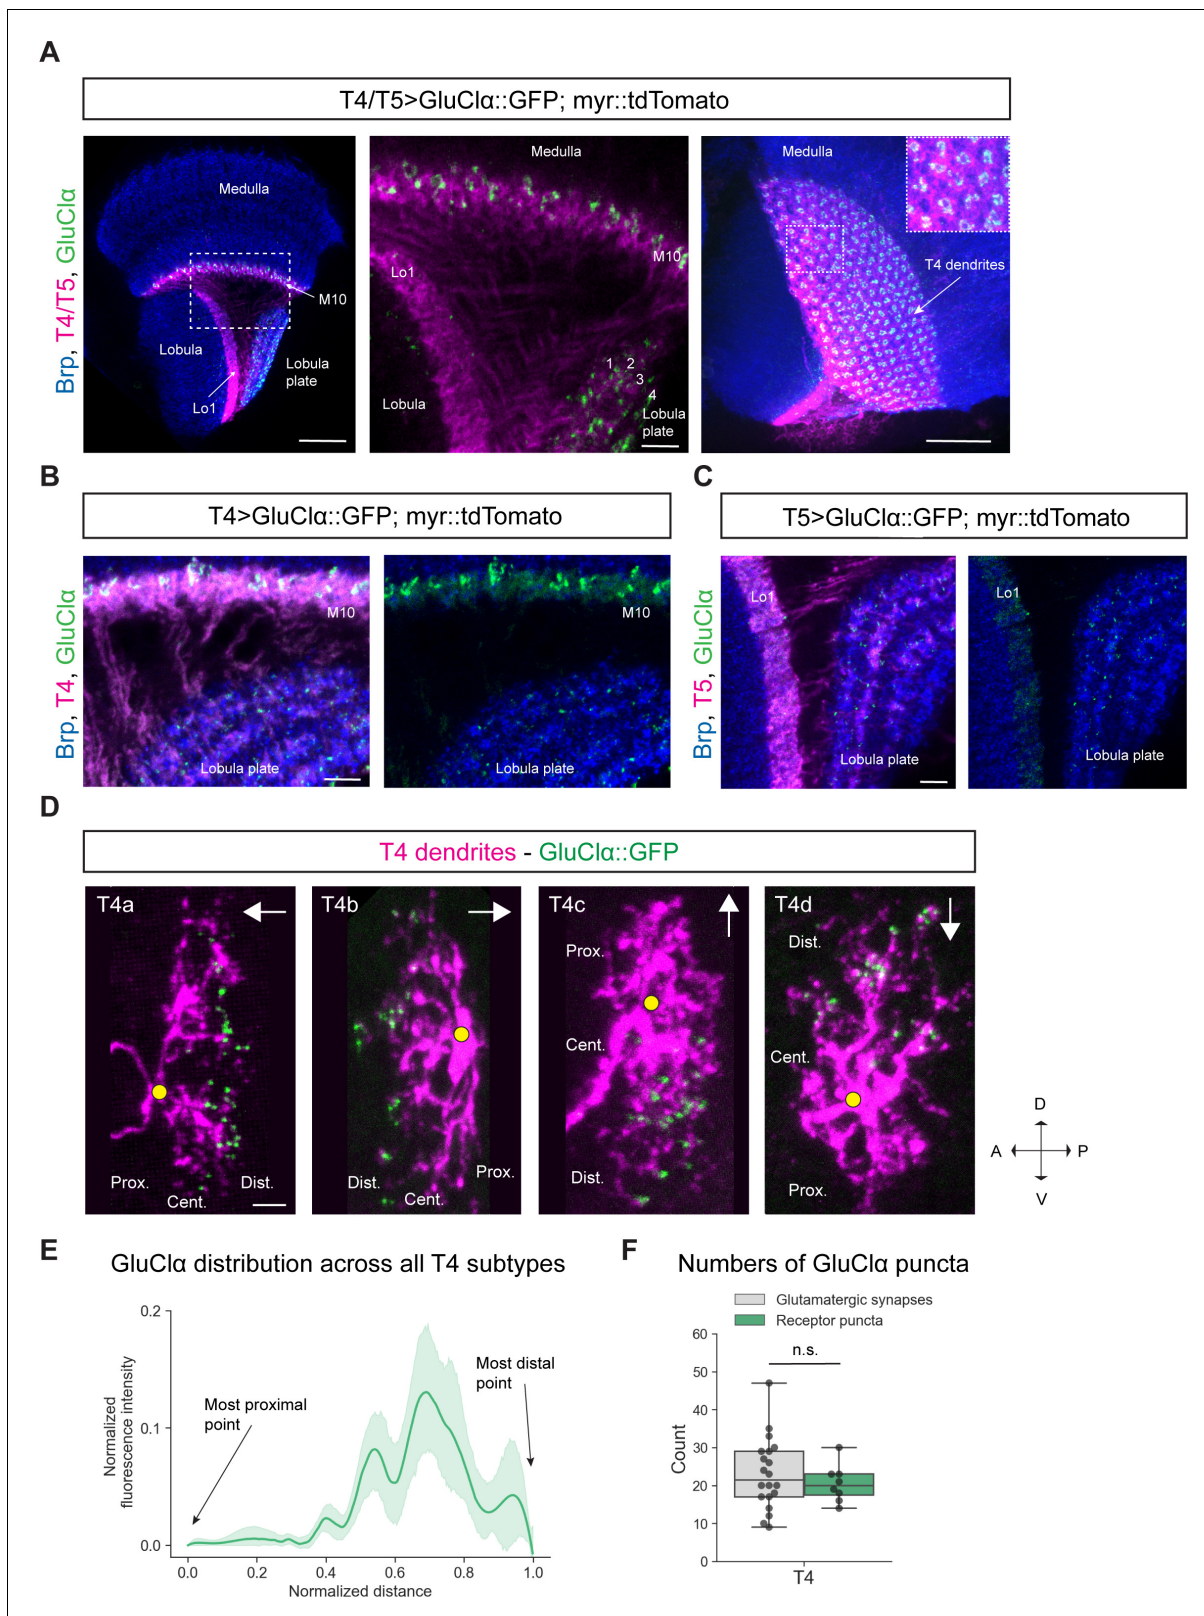 A
T4/T5>GluClα::GFP; myr::tdTomato
Brp, T4/T5, GluClα
Medulla
M10
Lobula
Lobula
plate
Lo1
Medulla
M10
Lo1
1 2
3
4
Lobula
Lobula
plate
Medulla
T4 dendrites
B
T4>GluClα::GFP; myr::tdTomato
Brp, T4, GluClα
M10
Lobula plate
M10
Lobula plate
C
T5>GluClα::GFP; myr::tdTomato
Brp, T5, GluClα
Lo1
Lobula plate
Lo1
Lobula plate
D
T4 dendrites - GluClα::GFP
T4a
Prox.
Cent.
Dist.
T4b
Dist.
Cent.
Prox.
T4c
Prox.
Cent.
Dist.
T4d
Dist.
Cent.
Prox.
D
A P
V
E
GluClα distribution across all T4 subtypes
Normalized
fluorescence intensity
0.2
0.1
0.0
Most proximal
point
Most distal
point
0.0 0.2 0.4 0.6 0.8 1.0
Normalized distance
F
Numbers of GluClα puncta
Glutamatergic synapses
Receptor puncta
n.s.
Count
60
50
40
30
20
10
0
T4